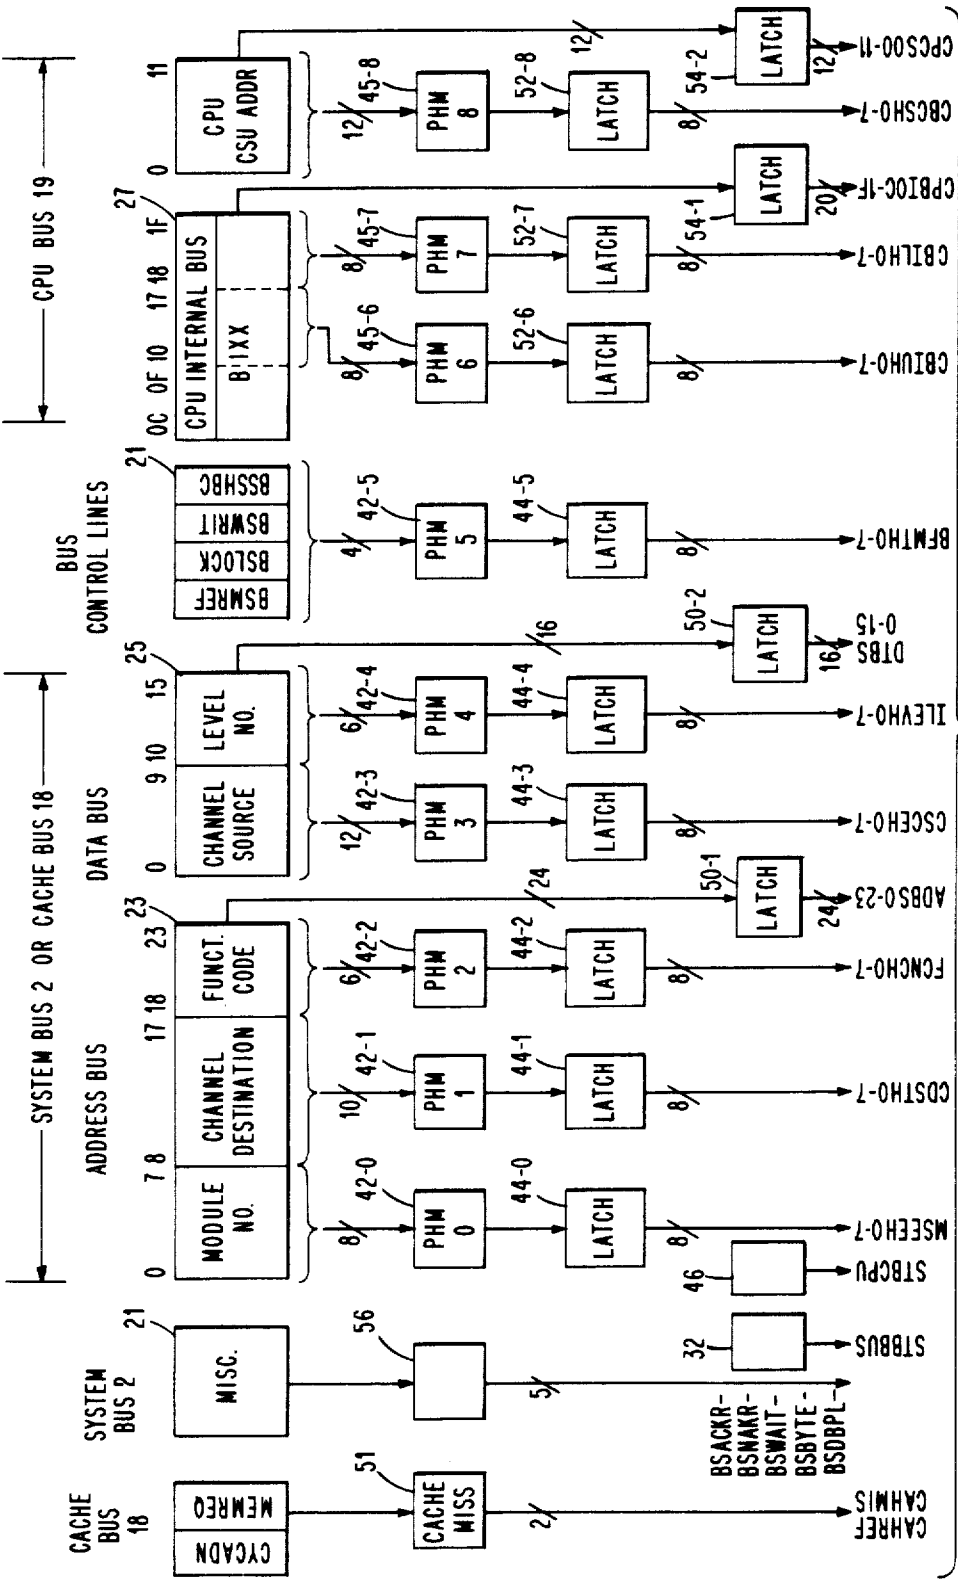 CACHE
BUS
18
SYSTEM
BUS 2
SYSTEM BUS 2 OR CACHE BUS 18
ADDRESS BUS
DATA BUS
BUS
CONTROL LINES
CPU BUS 19
CYCADN
MEMREQ
21
MISC.
0
7 8
17 18
23
23
MODULE
NO.
CHANNEL
DESTINATION
FUNCT.
CODE
0
9 10
15
25
CHANNEL
SOURCE
LEVEL
NO.
21
BSMREF
BSLOCK
BSWRIT
BSSHBC
0C
0F 10
17 18
1F
27
CPU INTERNAL BUS
BIXX
0
11
CPU
CSU ADDR
51
CACHE
MISS
56
8
42-0
PHM
0
10
42-1
PHM
1
6
42-2
PHM
2
24
12
42-3
PHM
3
6
42-4
PHM
4
16
4
42-5
PHM
5
8
45-6
PHM
6
8
45-7
PHM
7
12
45-8
PHM
8
12
2
5
44-0
LATCH
8
44-1
LATCH
8
44-2
LATCH
8
44-3
LATCH
8
44-4
LATCH
8
44-5
LATCH
8
52-6
LATCH
8
52-7
LATCH
8
52-8
LATCH
8
32
46
50-1
LATCH
24
50-2
LATCH
16
54-1
LATCH
20
54-2
LATCH
12
CAHREF
CAHMIS
BSACKR-
BSNAKR-
BSWAIT-
BSBYTE-
BSDBPL-
STBBUS
STBCPU
MSEEH0-7
CDSTH0-7
FCNCH0-7
ADBS0-23
CSCEH0-7
ILEVH0-7
DTBS
0-15
BFMTH0-7
CBIUH0-7
CBILH0-7
CPBI0C-1F
CBCSH0-7
CPCS00-11